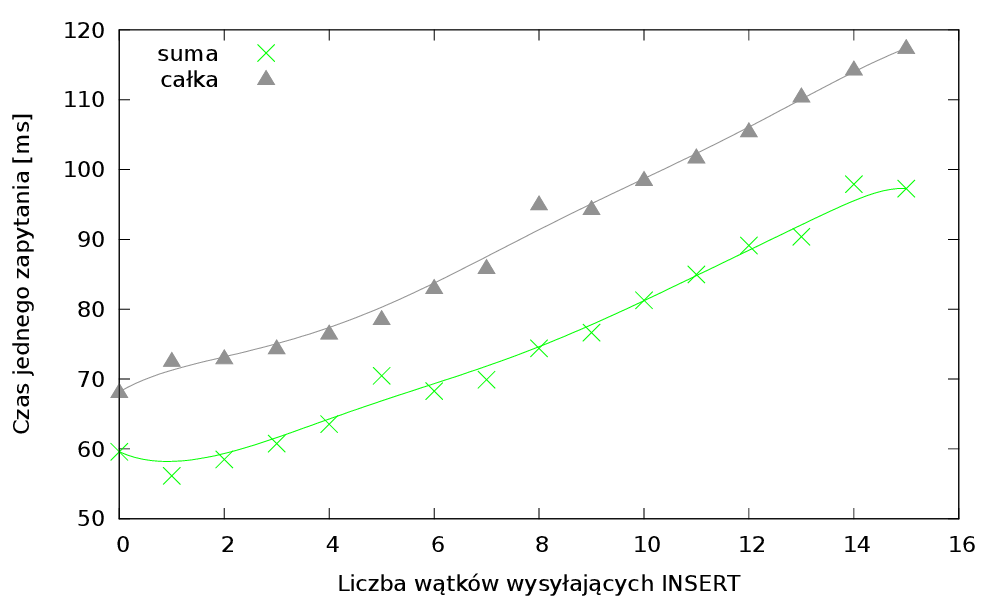 120
110
100
90
80
70
60
50
0 2 4 6 8 10 12 14 16
suma
całka
Czas jednego zapytania [ms]
Liczba wątków wysyłających INSERT